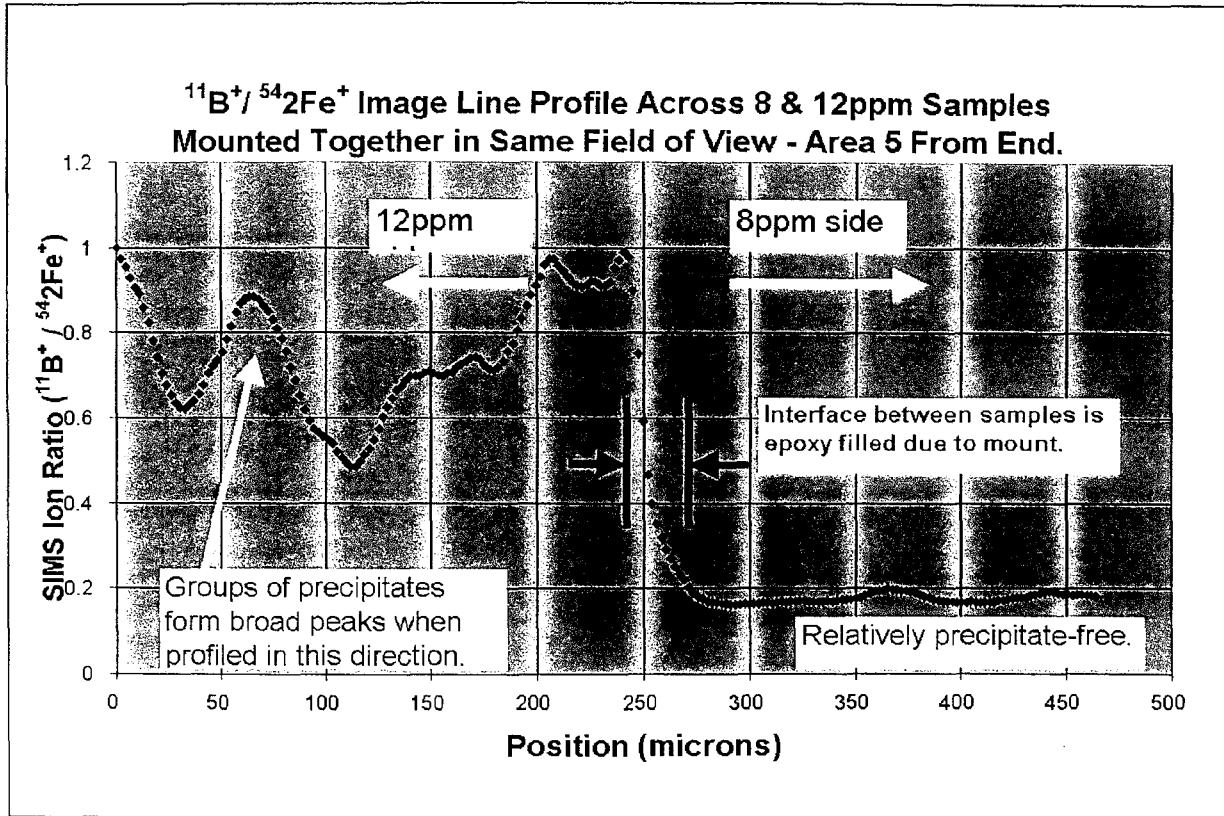 ¹¹B⁺/ ⁵⁴2Fe⁺ Image Line Profile Across 8 & 12ppm Samples
Mounted Together in Same Field of View - Area 5 From End.
SIMS Ion Ratio (¹¹B⁺ / ⁵⁴2Fe⁺)
1.2
1
0.8
0.6
0.4
0.2
0
12ppm
8ppm side
Interface between samples is
epoxy filled due to mount.
Groups of precipitates
form broad peaks when
profiled in this direction.
Relatively precipitate-free.
0 50 100 150 200 250 300 350 400 450 500
Position (microns)